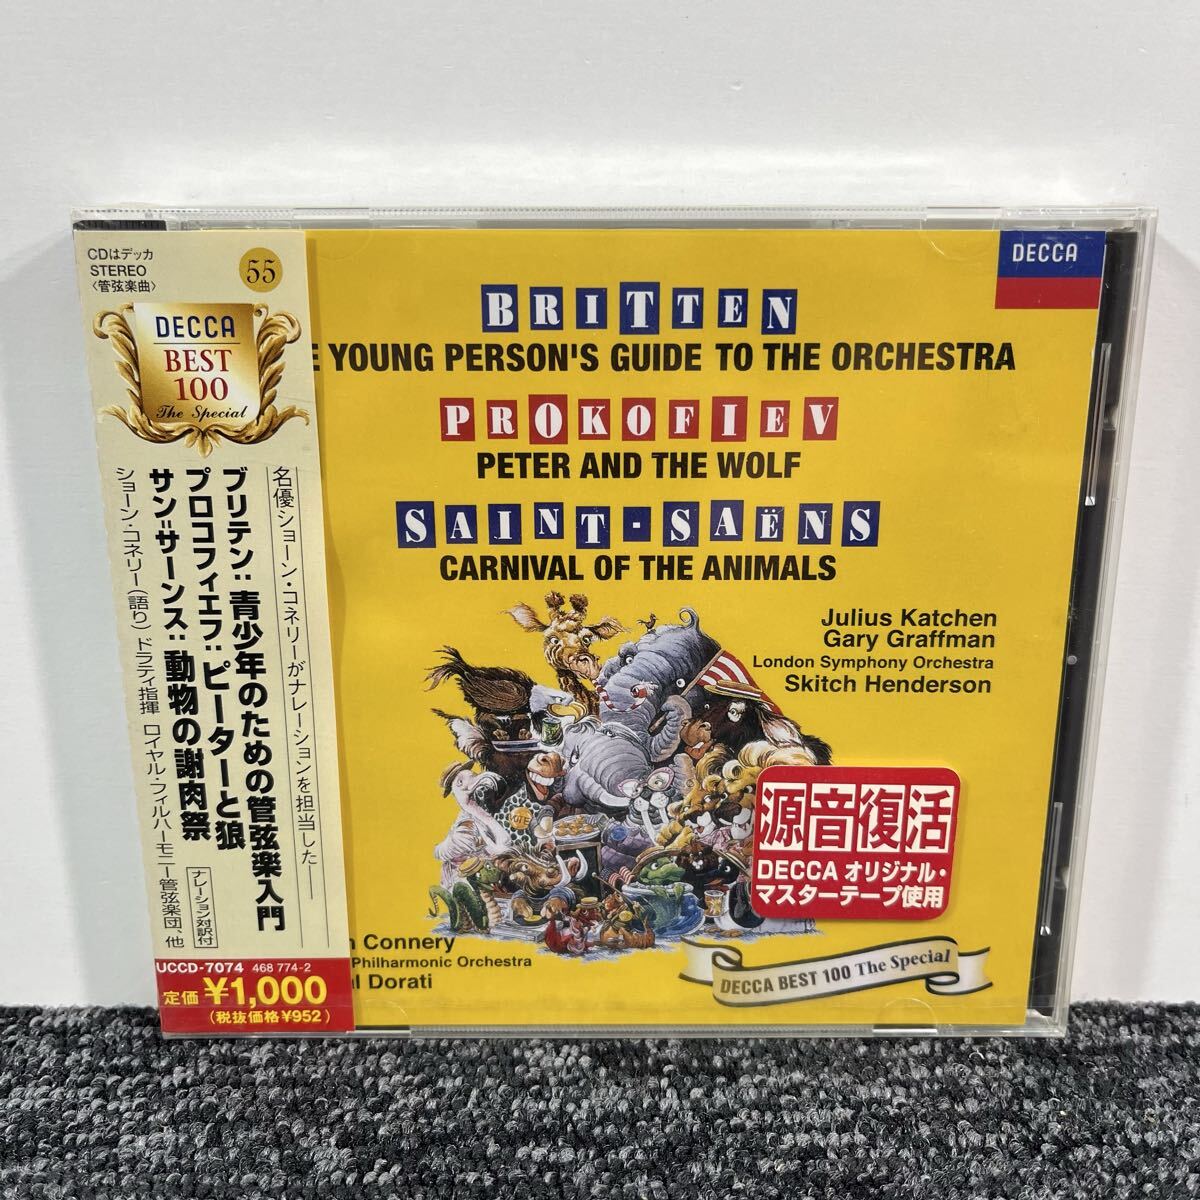 CDはデッカ
STEREO
〈管弦楽曲〉
55
DECCA
BEST
100
The Special
名優ショーン・コネリーがナレーションを担当した——
ブリテン:青少年のための管弦楽入門
プロコフィエフ:ピーターと狼
サン=サーンス:動物の謝肉祭
ショーン・コネリー(語り) ドラティ指揮 ロイヤル・フィルハーモニー管弦楽団、他
ナレーション対訳付
UCCD-7074 468 774-2
定価 ¥1,000
(税抜価格¥952)
DECCA
BRITTEN
E YOUNG PERSON'S GUIDE TO THE ORCHESTRA
PROKOFIEV
PETER AND THE WOLF
SAINT-SAËNS
CARNIVAL OF THE ANIMALS
Julius Katchen
Gary Graffman
London Symphony Orchestra
Skitch Henderson
源音復活
DECCA オリジナル・
マスターテープ使用
n Connery
Philharmonic Orchestra
al Dorati
DECCA BEST 100 The Special